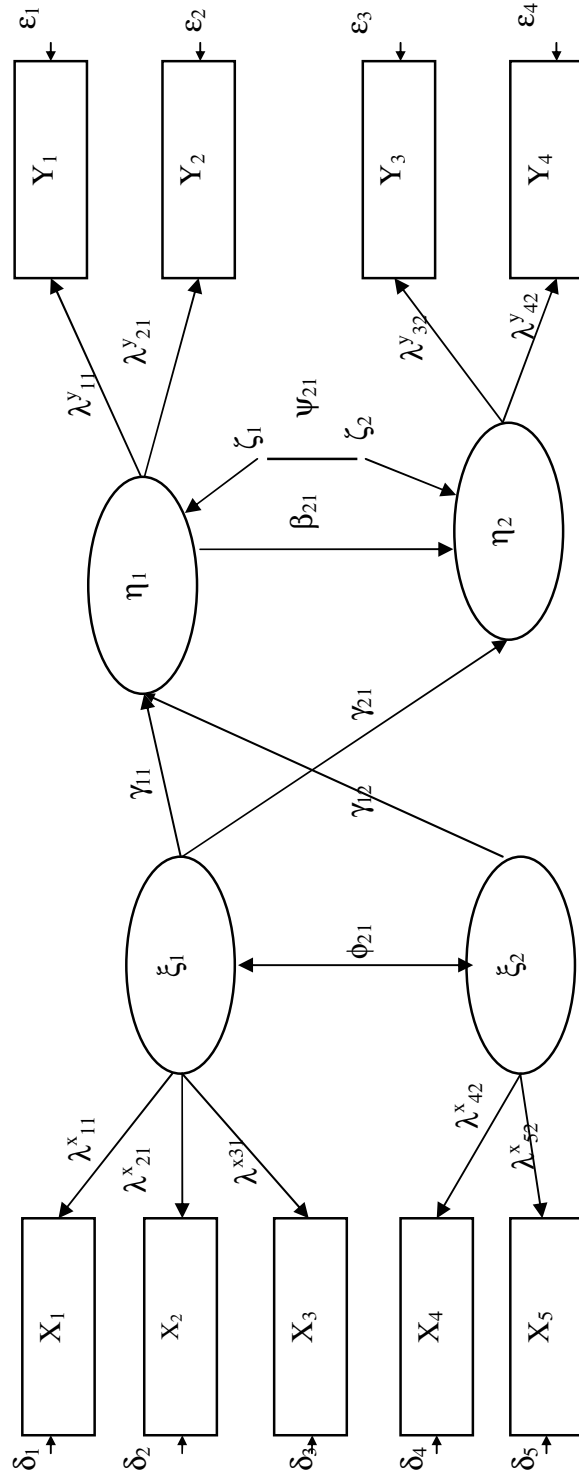 ε₁
ε₂
ε₃
ε₄
Y₁
Y₂
Y₃
Y₄
λʸ₁₁
λʸ₂₁
λʸ₃₂
λʸ₄₂
ζ₁
ψ₂₁
ζ₂
η₁
β₂₁
η₂
γ₁₁
γ₂₁
γ₁₂
ξ₁
ϕ₂₁
ξ₂
λˣ₁₁
λˣ₂₁
λˣ³¹
λˣ₄₂
λˣ₅₂
X₁
X₂
X₃
X₄
X₅
δ₁
δ₂
δ₃
δ₄
δ₅